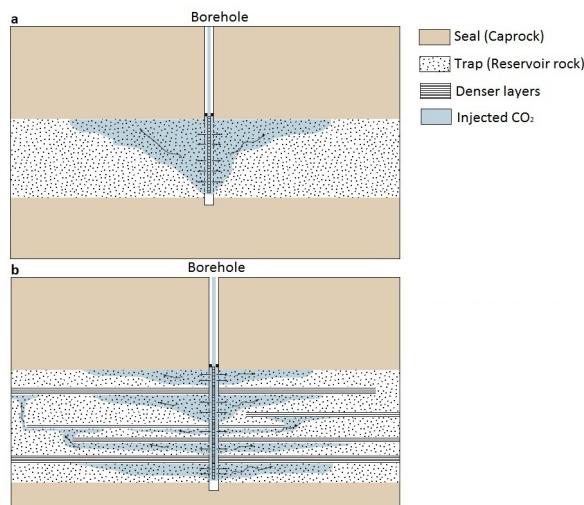 Borehole
a
Seal (Caprock)
Trap (Reservoir rock)
Denser layers
Injected CO₂
Borehole
b